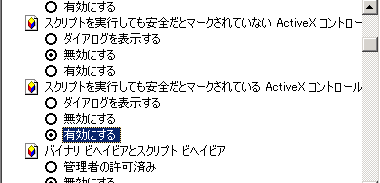 有効にする
スクリプトを実行しても安全だとマークされていない ActiveX コントロー
ダイアログを表示する
無効にする
有効にする
スクリプトを実行しても安全だとマークされている ActiveX コントロール
ダイアログを表示する
無効にする
有効にする
バイナリ ビヘイビアとスクリプト ビヘイビア
管理者の許可済み
無効にする